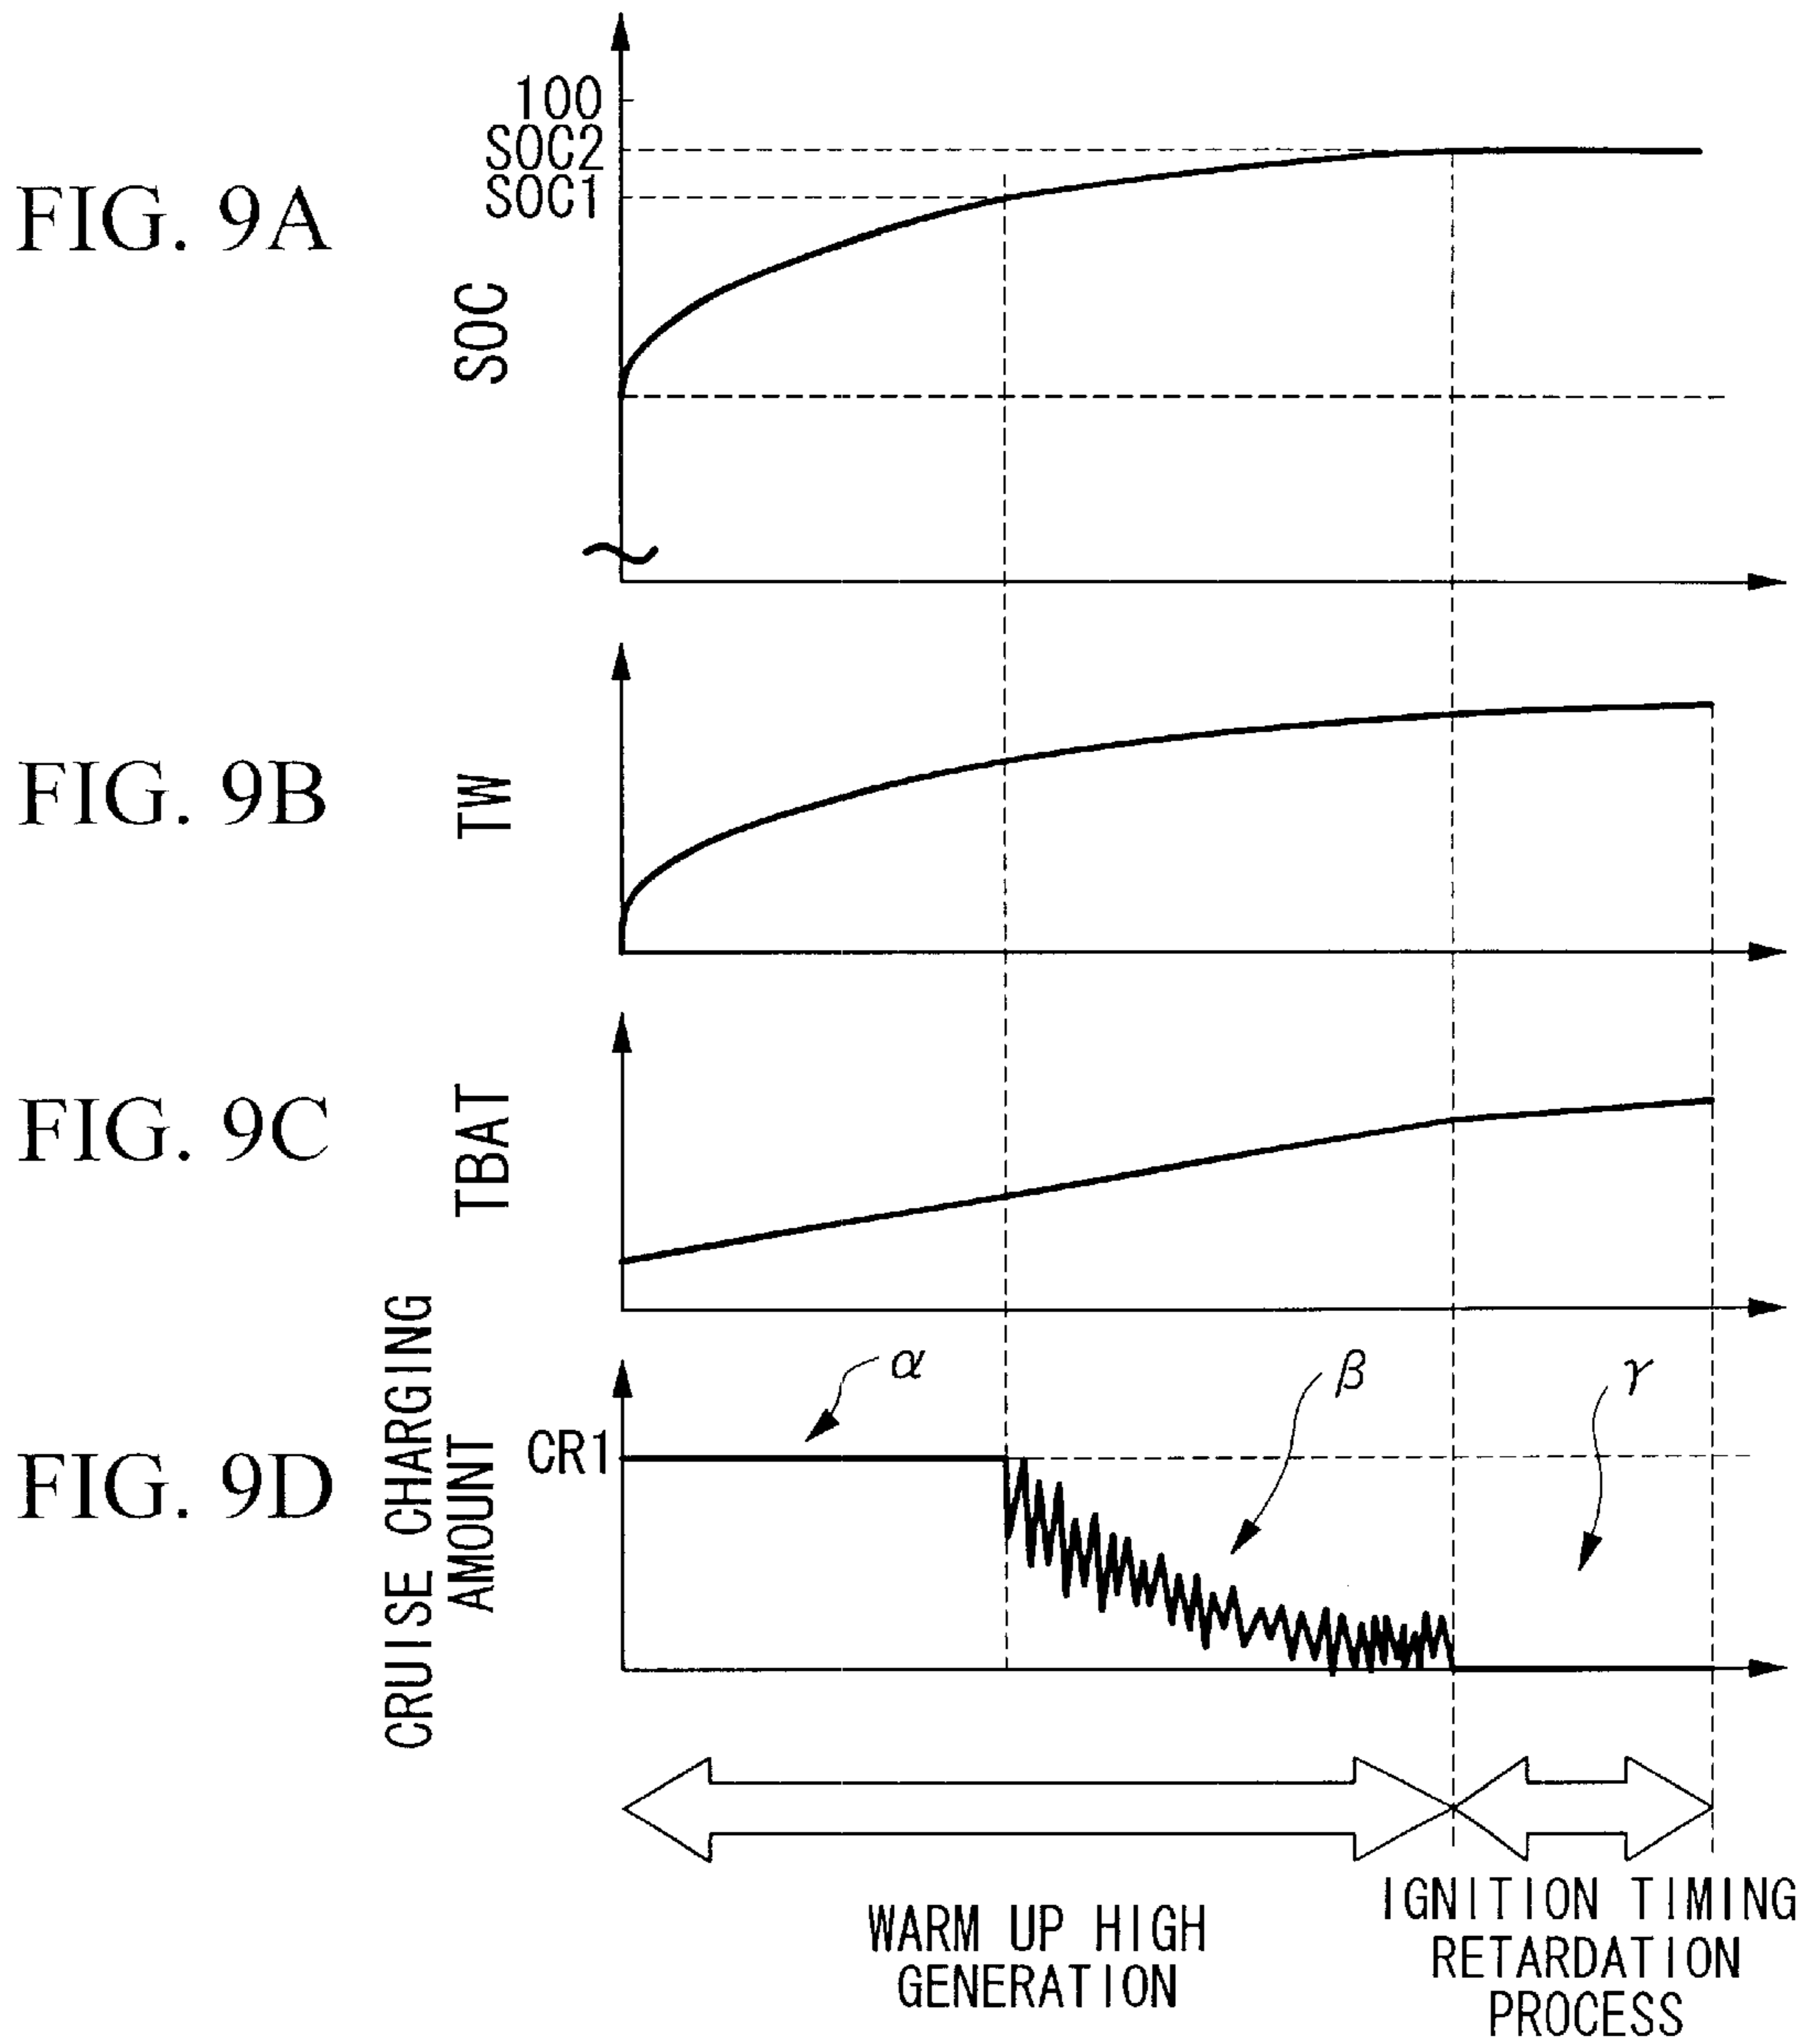 FIG. 9A
100
SOC2
SOC1
SOC
FIG. 9B
TW
FIG. 9C
TBAT
FIG. 9D
CRUISE CHARGING
AMOUNT
CR1
α
β
γ
WARM UP HIGH
GENERATION
IGNITION TIMING
RETARDATION
PROCESS